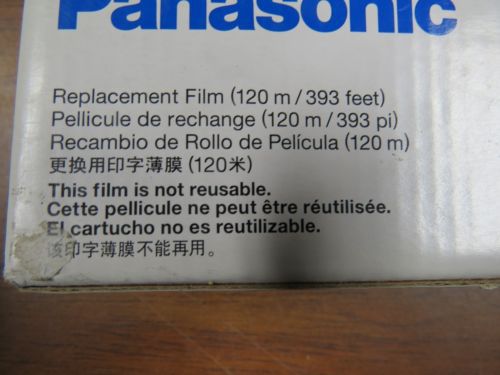 Panasonic
Replacement Film (120 m / 393 feet)
Pellicule de rechange (120 m / 393 pi)
Recambio de Rollo de Película (120 m)
更换用印字薄膜 (120米)
This film is not reusable.
Cette pellicule ne peut être réutilisée.
El cartucho no es reutilizable.
该印字薄膜不能再用。